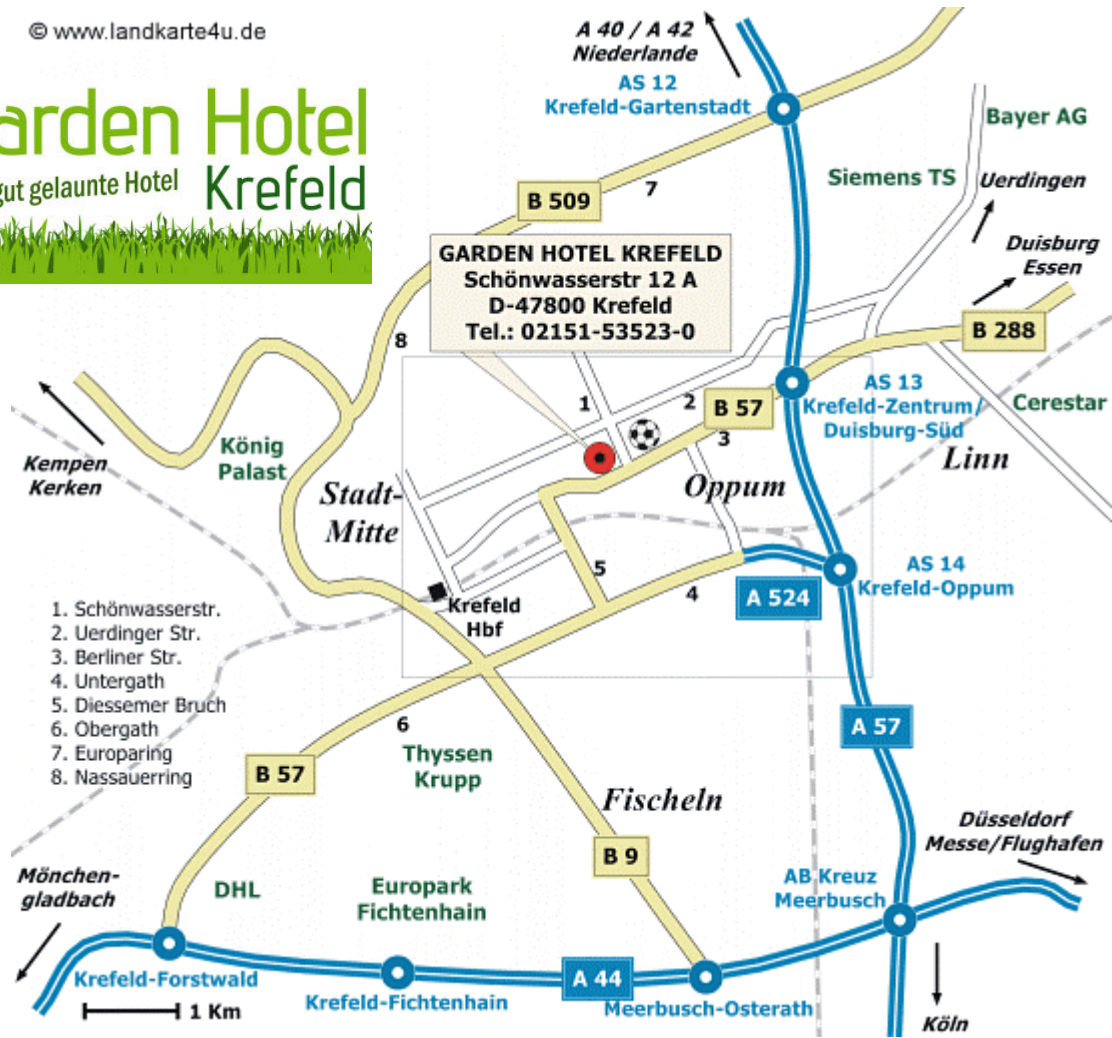 © www.landkarte4u.de
arden Hotel
gut gelaunte Hotel
Krefeld
A 40 / A 42
Niederlande
AS 12
Krefeld-Gartenstadt
Bayer AG
Siemens TS
Uerdingen
B 509
7
Duisburg
Essen
GARDEN HOTEL KREFELD
Schönwasserstr 12 A
D-47800 Krefeld
Tel.: 02151-53523-0
8
B 288
AS 13
Krefeld-Zentrum/
Duisburg-Süd
1
2
B 57
3
Cerestar
König
Palast
Kempen
Kerken
Stadt-
Mitte
Oppum
Linn
5
4
A 524
AS 14
Krefeld-Oppum
Krefeld
Hbf
1. Schönwasserstr.
2. Uerdinger Str.
3. Berliner Str.
4. Untergath
5. Diessemer Bruch
6. Obergath
7. Europaring
8. Nassauerring
6
A 57
B 57
Thyssen
Krupp
Fischeln
B 9
Düsseldorf
Messe/Flughafen
Mönchen-
gladbach
DHL
Europark
Fichtenhain
AB Kreuz
Meerbusch
Krefeld-Forstwald
A 44
Krefeld-Fichtenhain
Meerbusch-Osterath
1 Km
Köln